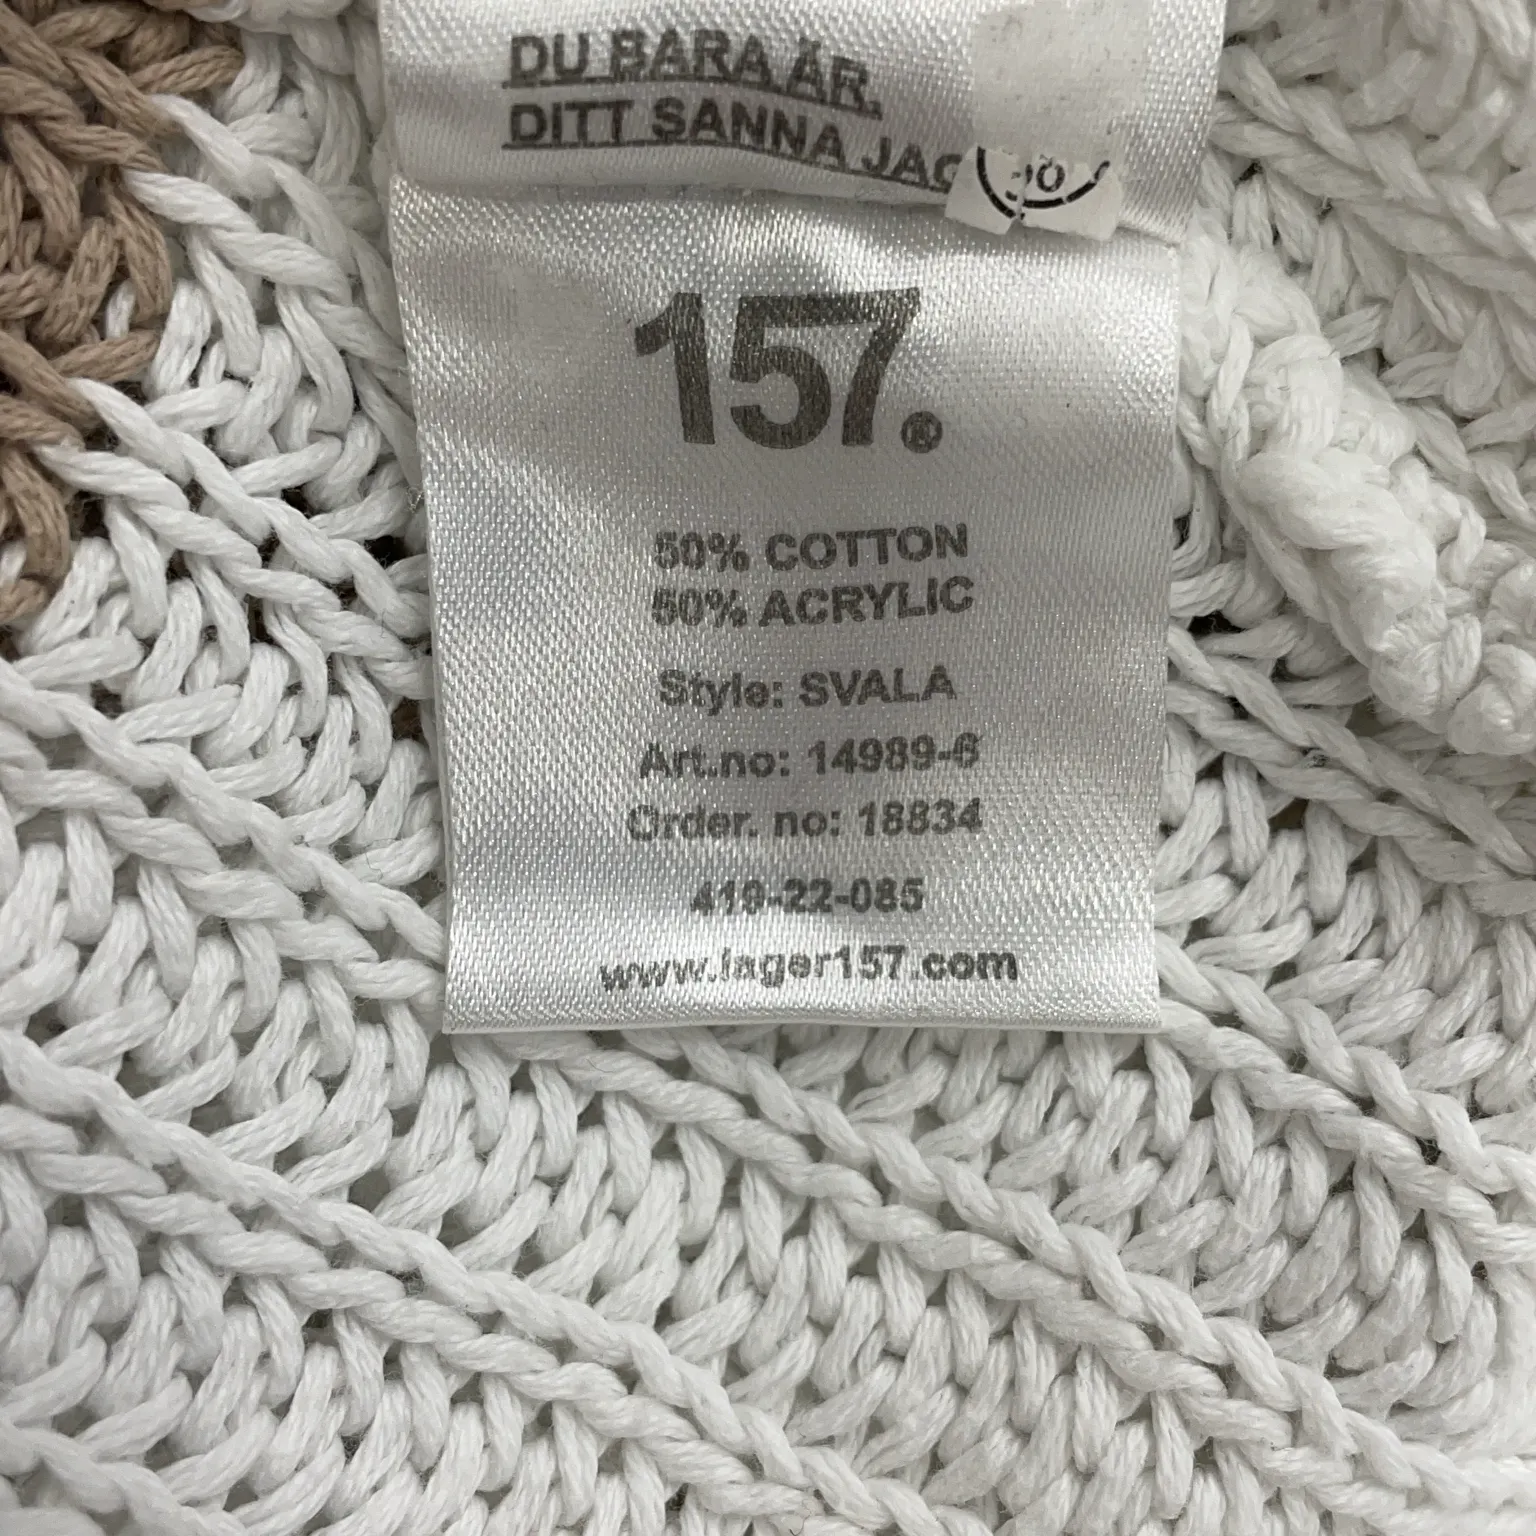 DU BARA ÄR.
DITT SANNA JAG
157.®
50% COTTON
50% ACRYLIC
Style: SVALA
Art.no: 14989-6
Order. no: 18834
419-22-085
www.lager157.com